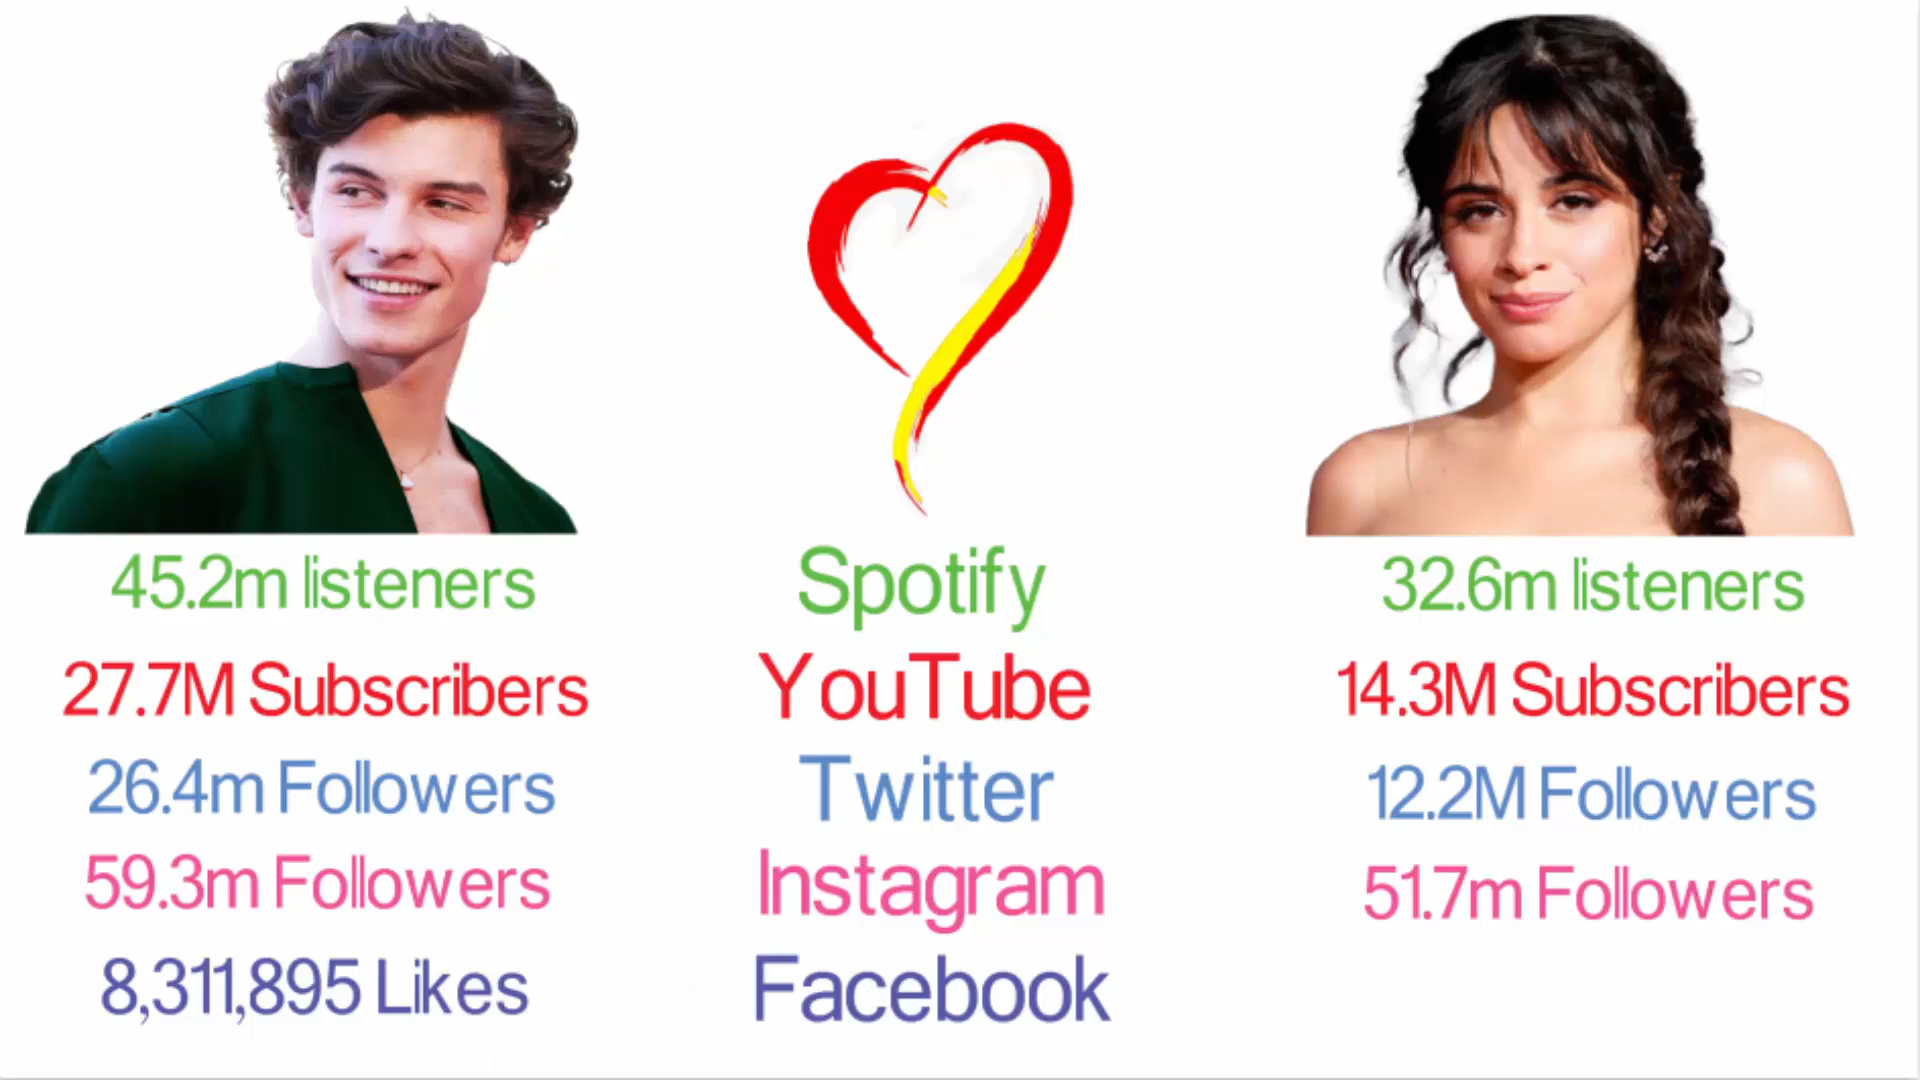 45.2m listeners Spotify 32.6m listeners
27.7M Subscribers YouTube 14.3M Subscribers
26.4m Followers Twitter 12.2M Followers
59.3m Followers Instagram 51.7m Followers
8,311,895 Likes Facebook